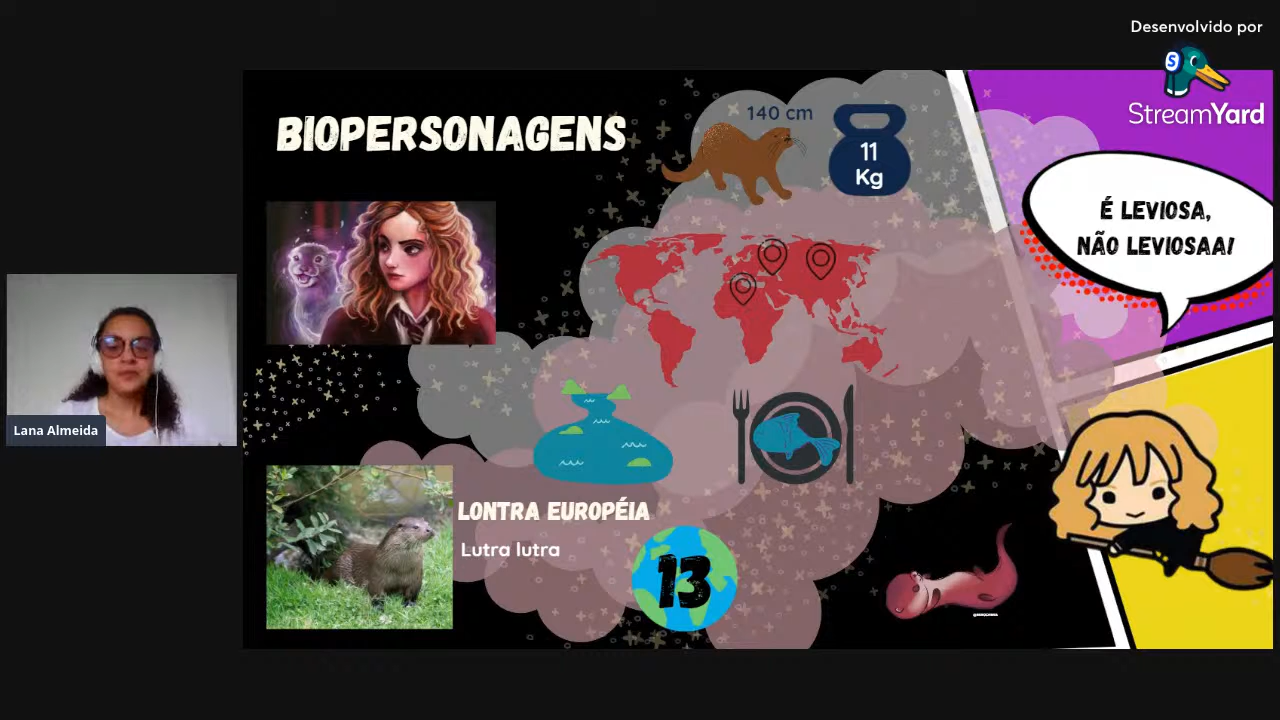 Desenvolvido por
StreamYard
BIOPERSONAGENS
140 cm
11
Kg
É LEVIOSA,
NÃO LEVIOSAA!
Lana Almeida
LONTRA EUROPÉIA
Lutra lutra
13